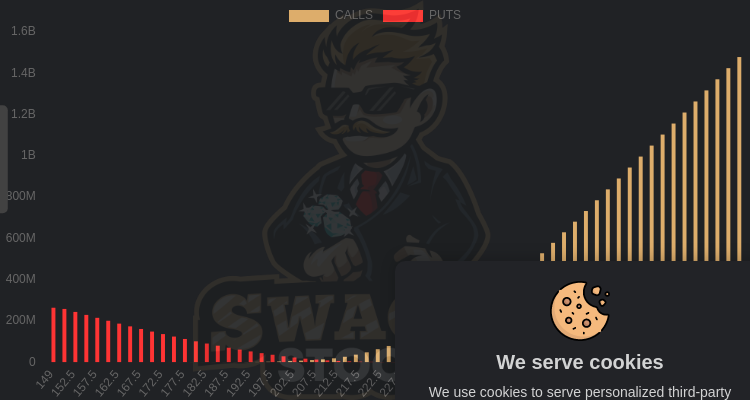 CALLS PUTS
1.6B
1.4B
1.2B
1B
800M
600M
400M
200M
0
149 152.5 157.5 162.5 167.5 172.5 177.5 182.5 187.5 192.5 197.5 202.5 207.5 212.5 217.5 222.5
SWAG
STOC
We serve cookies
We use cookies to serve personalized third-party